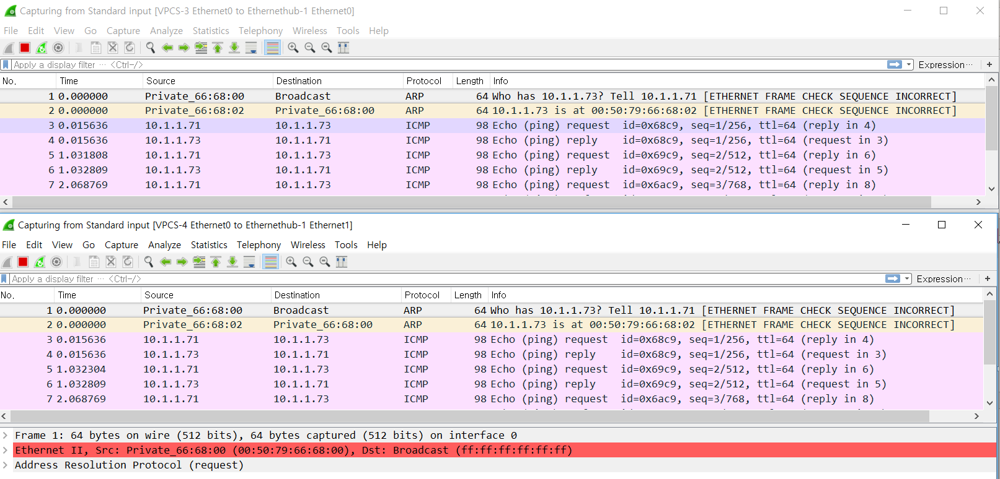 Capturing from Standard input [VPCS-3 Ethernet0 to Ethernethub-1 Ethernet0]
File Edit View Go Capture Analyze Statistics Telephony Wireless Tools Help
Apply a display filter ··· <Ctrl-/> Expression··· +
No. Time Source Destination Protocol Length Info
1 0.000000 Private_66:68:00 Broadcast ARP 64 Who has 10.1.1.73? Tell 10.1.1.71 [ETHERNET FRAME CHECK SEQUENCE INCORRECT]
2 0.000000 Private_66:68:02 Private_66:68:00 ARP 64 10.1.1.73 is at 00:50:79:66:68:02 [ETHERNET FRAME CHECK SEQUENCE INCORRECT]
3 0.015636 10.1.1.71 10.1.1.73 ICMP 98 Echo (ping) request id=0x68c9, seq=1/256, ttl=64 (reply in 4)
4 0.015636 10.1.1.73 10.1.1.71 ICMP 98 Echo (ping) reply id=0x68c9, seq=1/256, ttl=64 (request in 3)
5 1.031808 10.1.1.71 10.1.1.73 ICMP 98 Echo (ping) request id=0x69c9, seq=2/512, ttl=64 (reply in 6)
6 1.032809 10.1.1.73 10.1.1.71 ICMP 98 Echo (ping) reply id=0x69c9, seq=2/512, ttl=64 (request in 5)
7 2.068769 10.1.1.71 10.1.1.73 ICMP 98 Echo (ping) request id=0x6ac9, seq=3/768, ttl=64 (reply in 8)
Capturing from Standard input [VPCS-4 Ethernet0 to Ethernethub-1 Ethernet1]
File Edit View Go Capture Analyze Statistics Telephony Wireless Tools Help
Apply a display filter ··· <Ctrl-/> Expression··· +
No. Time Source Destination Protocol Length Info
1 0.000000 Private_66:68:00 Broadcast ARP 64 Who has 10.1.1.73? Tell 10.1.1.71 [ETHERNET FRAME CHECK SEQUENCE INCORRECT]
2 0.000000 Private_66:68:02 Private_66:68:00 ARP 64 10.1.1.73 is at 00:50:79:66:68:02 [ETHERNET FRAME CHECK SEQUENCE INCORRECT]
3 0.015636 10.1.1.71 10.1.1.73 ICMP 98 Echo (ping) request id=0x68c9, seq=1/256, ttl=64 (reply in 4)
4 0.015636 10.1.1.73 10.1.1.71 ICMP 98 Echo (ping) reply id=0x68c9, seq=1/256, ttl=64 (request in 3)
5 1.032304 10.1.1.71 10.1.1.73 ICMP 98 Echo (ping) request id=0x69c9, seq=2/512, ttl=64 (reply in 6)
6 1.032809 10.1.1.73 10.1.1.71 ICMP 98 Echo (ping) reply id=0x69c9, seq=2/512, ttl=64 (request in 5)
7 2.068769 10.1.1.71 10.1.1.73 ICMP 98 Echo (ping) request id=0x6ac9, seq=3/768, ttl=64 (reply in 8)
Frame 1: 64 bytes on wire (512 bits), 64 bytes captured (512 bits) on interface 0
Ethernet II, Src: Private_66:68:00 (00:50:79:66:68:00), Dst: Broadcast (ff:ff:ff:ff:ff:ff)
Address Resolution Protocol (request)